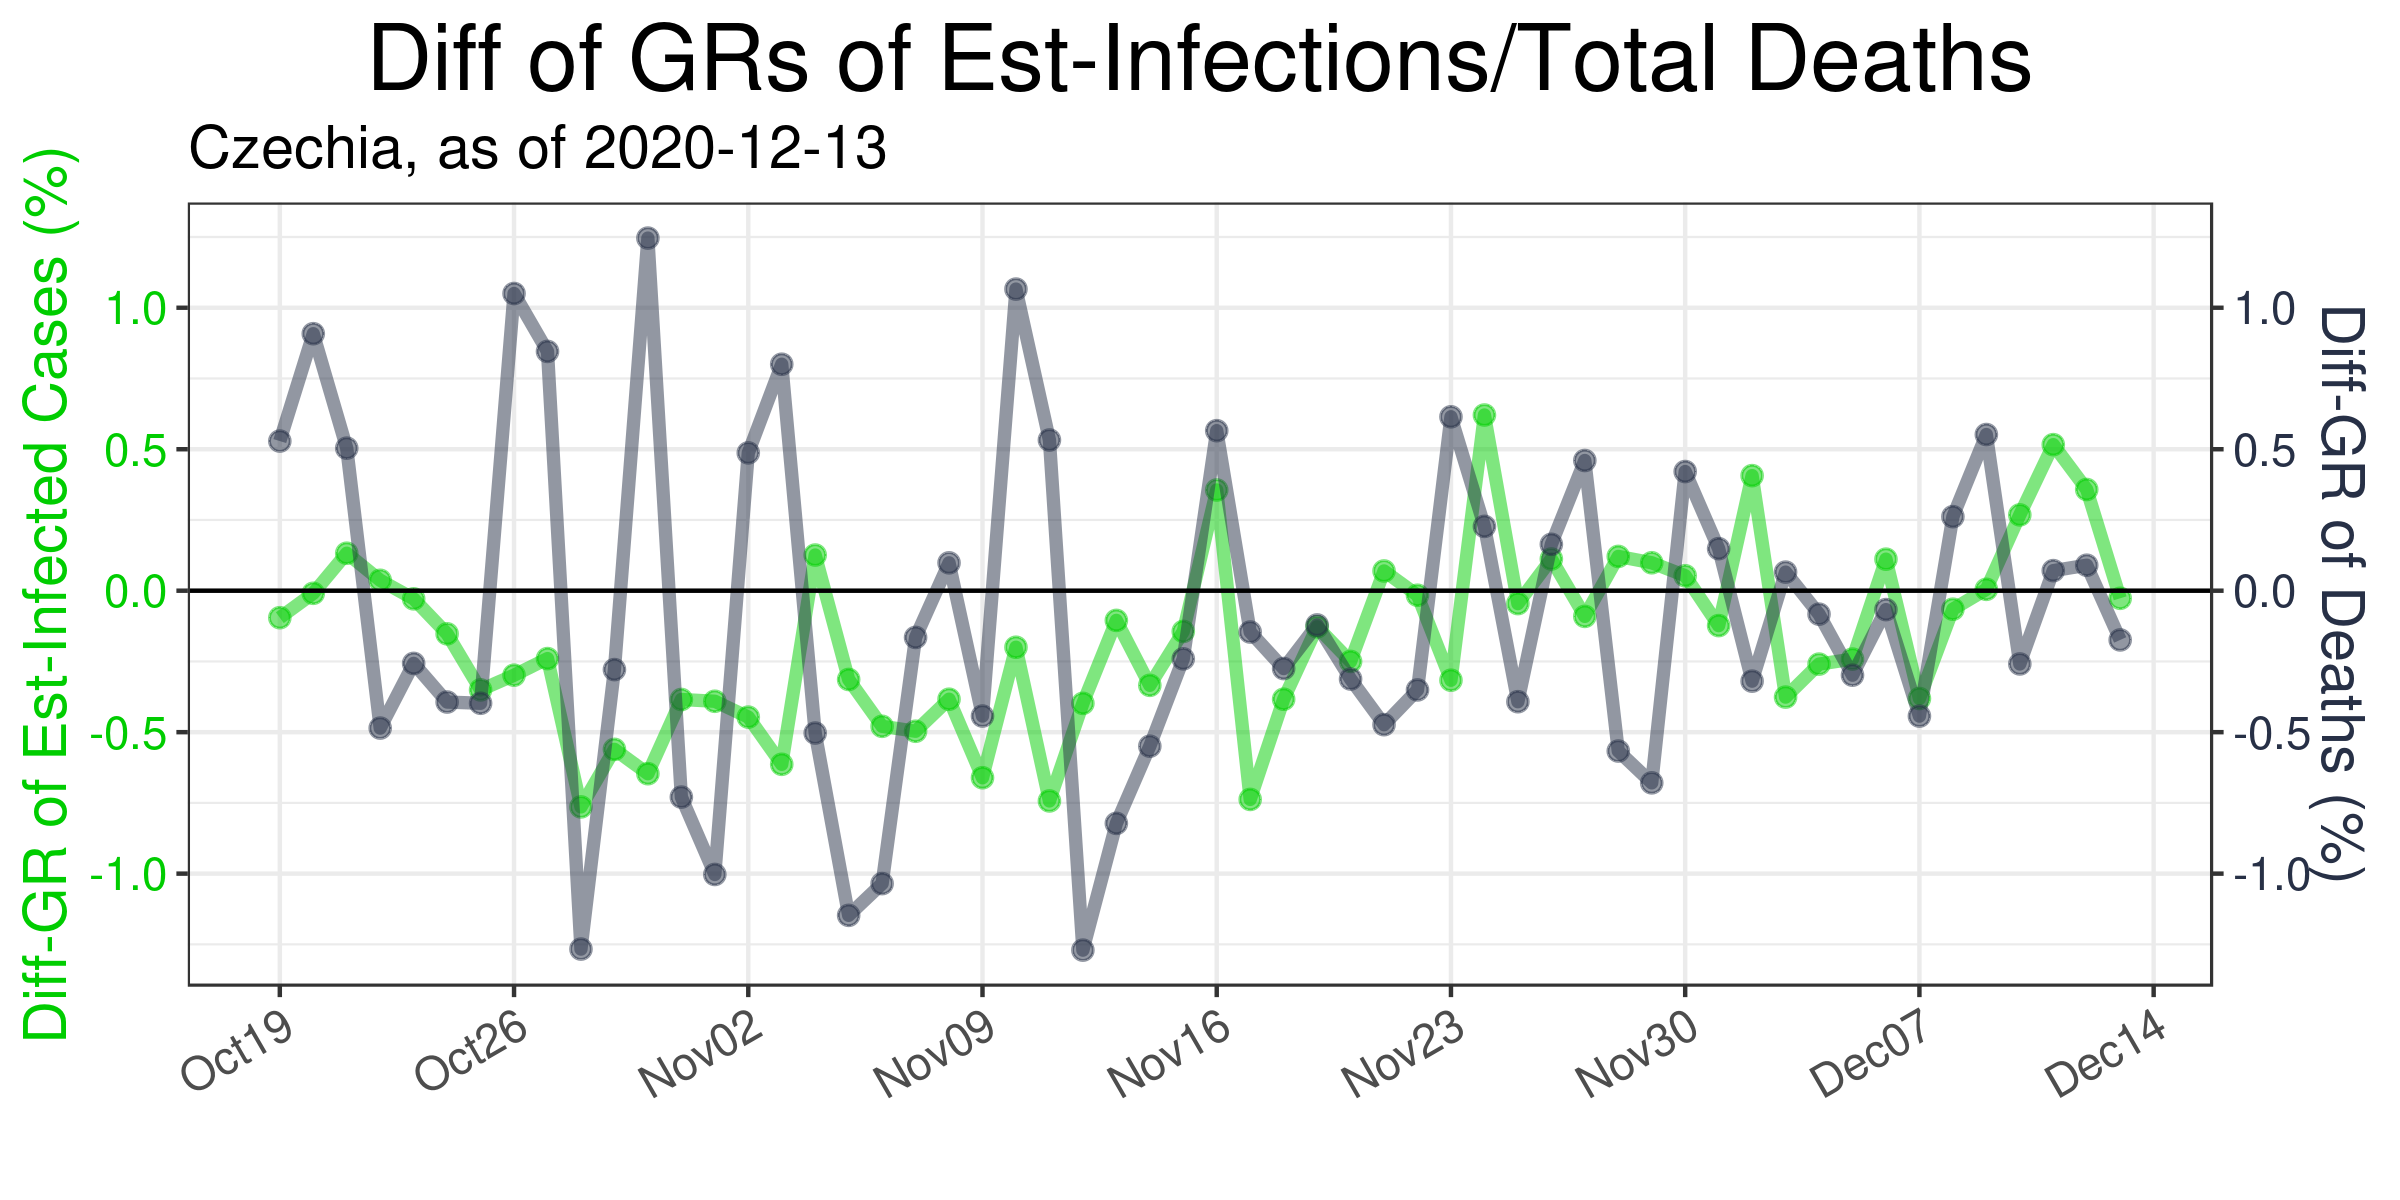 Diff of GRs of Est-Infections/Total Deaths
Czechia, as of 2020-12-13
Diff-GR of Est-Infected Cases (%)
1.0
0.5
0.0
-0.5
-1.0
1.0
0.5
0.0
-0.5
-1.0
Diff-GR of Deaths (%)
Oct19
Oct26
Nov02
Nov09
Nov16
Nov23
Nov30
Dec07
Dec14